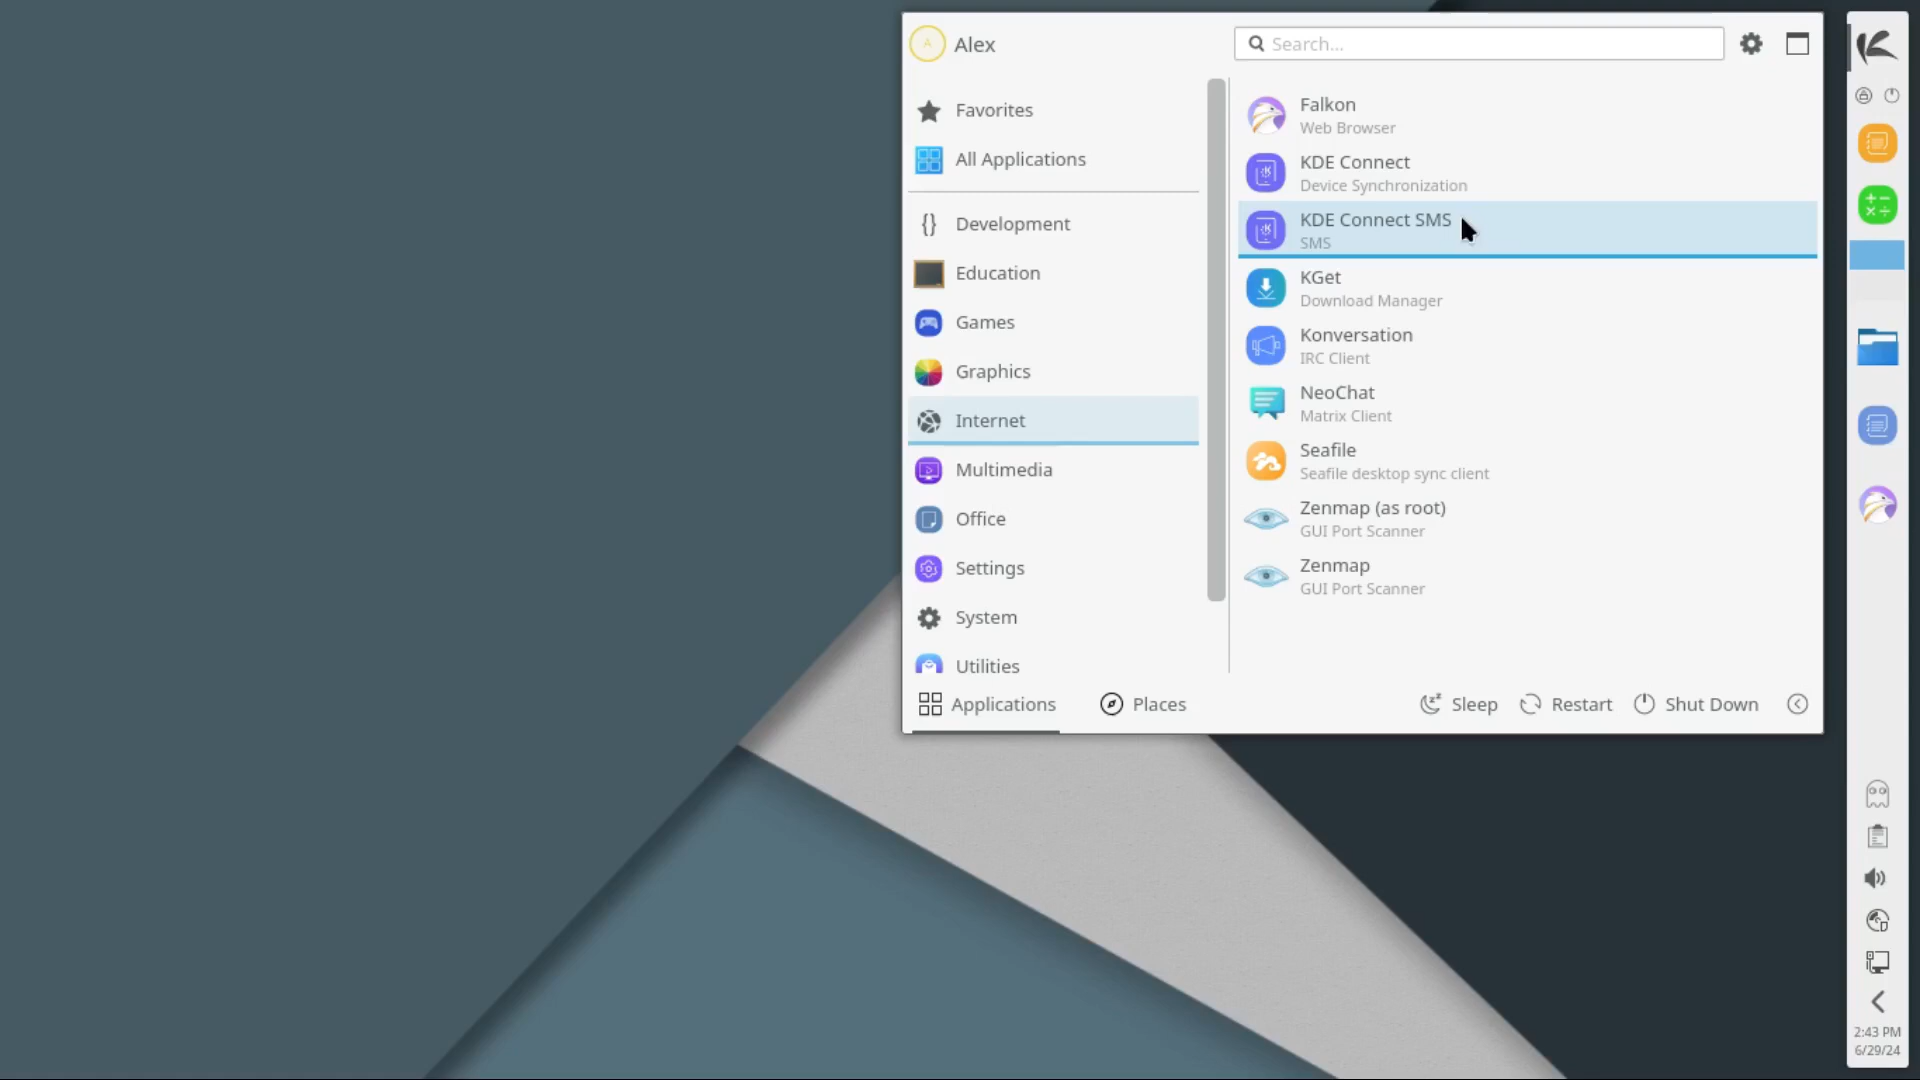 A
Alex
Search...
Favorites
All Applications
Development
Education
Games
Graphics
Internet
Multimedia
Office
Settings
System
Utilities
Falkon
Web Browser
KDE Connect
Device Synchronization
KDE Connect SMS
SMS
KGet
Download Manager
Konversation
IRC Client
NeoChat
Matrix Client
Seafile
Seafile desktop sync client
Zenmap (as root)
GUI Port Scanner
Zenmap
GUI Port Scanner
Applications
Places
Sleep
Restart
Shut Down
2:43 PM
6/29/24